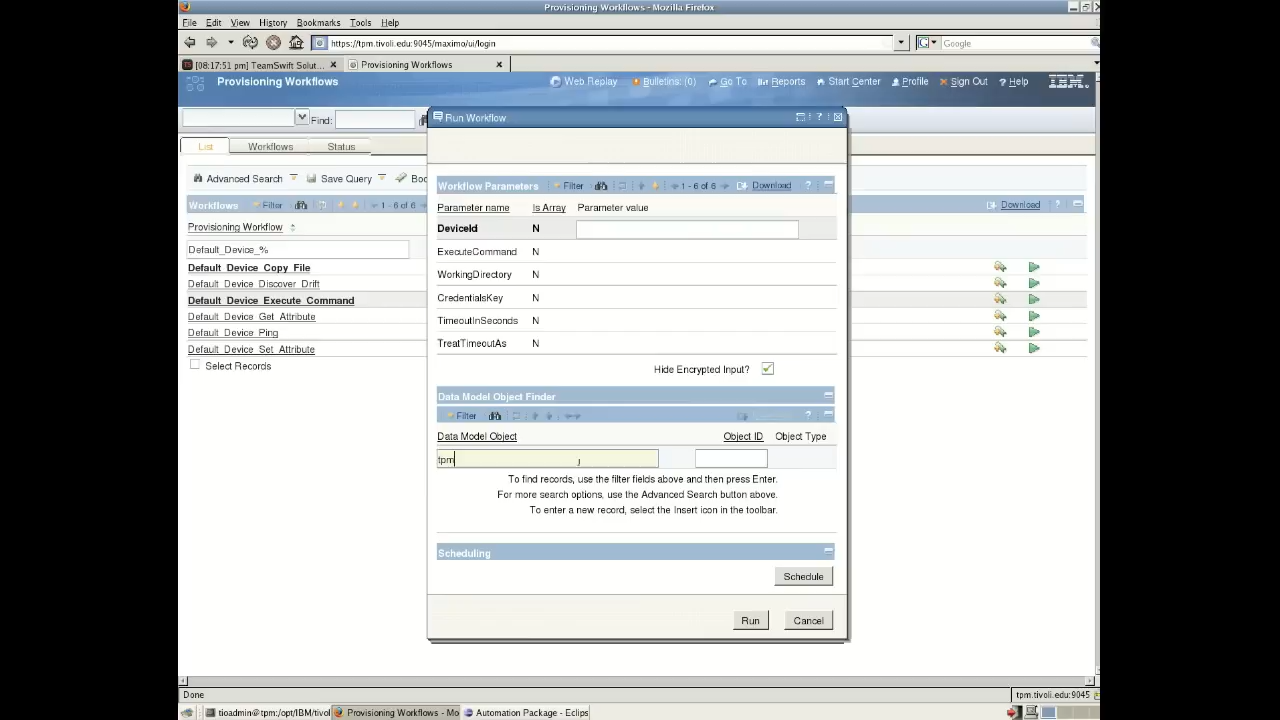 Provisioning Workflows - Mozilla Firefox
File Edit View History Bookmarks Tools Help
https://tpm.tivoli.edu:9045/maximo/ui/login
Google
[08:17:51 pm] TeamSwift Solut...
Provisioning Workflows
Provisioning Workflows
Web Replay Bulletins: (0) Go To Reports Start Center Profile Sign Out Help
IBM.
Find:
List Workflows Status
Advanced Search Save Query Boo
Workflows Filter 1 - 6 of 6 Download
Provisioning Workflow
Default_Device_%
Default_Device_Copy_File
Default_Device_Discover_Drift
Default_Device_Execute_Command
Default_Device_Get_Attribute
Default_Device_Ping
Default_Device_Set_Attribute
Select Records
Run Workflow
Workflow Parameters Filter 1 - 6 of 6 Download
Parameter name Is Array Parameter value
DeviceId N
ExecuteCommand N
WorkingDirectory N
CredentialsKey N
TimeoutInSeconds N
TreatTimeoutAs N
Hide Encrypted Input?
Data Model Object Finder
Filter
Data Model Object Object ID Object Type
tpm
To find records, use the filter fields above and then press Enter.
For more search options, use the Advanced Search button above.
To enter a new record, select the Insert icon in the toolbar.
Scheduling
Schedule
Run Cancel
Done
tpm.tivoli.edu:9045
tioadmin@tpm:/opt/IBM/tivol
Provisioning Workflows - Mo
Automation Package - Eclips